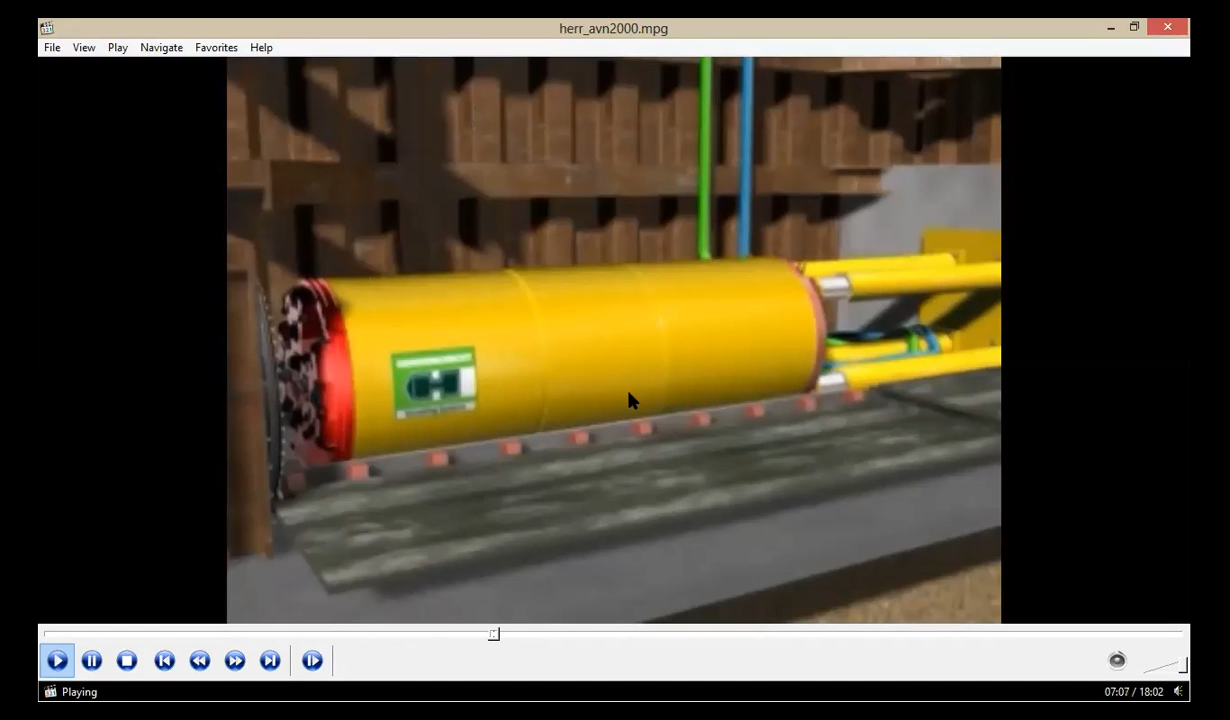 herr_avn2000.mpg
File View Play Navigate Favorites Help
Playing
07:07 / 18:02